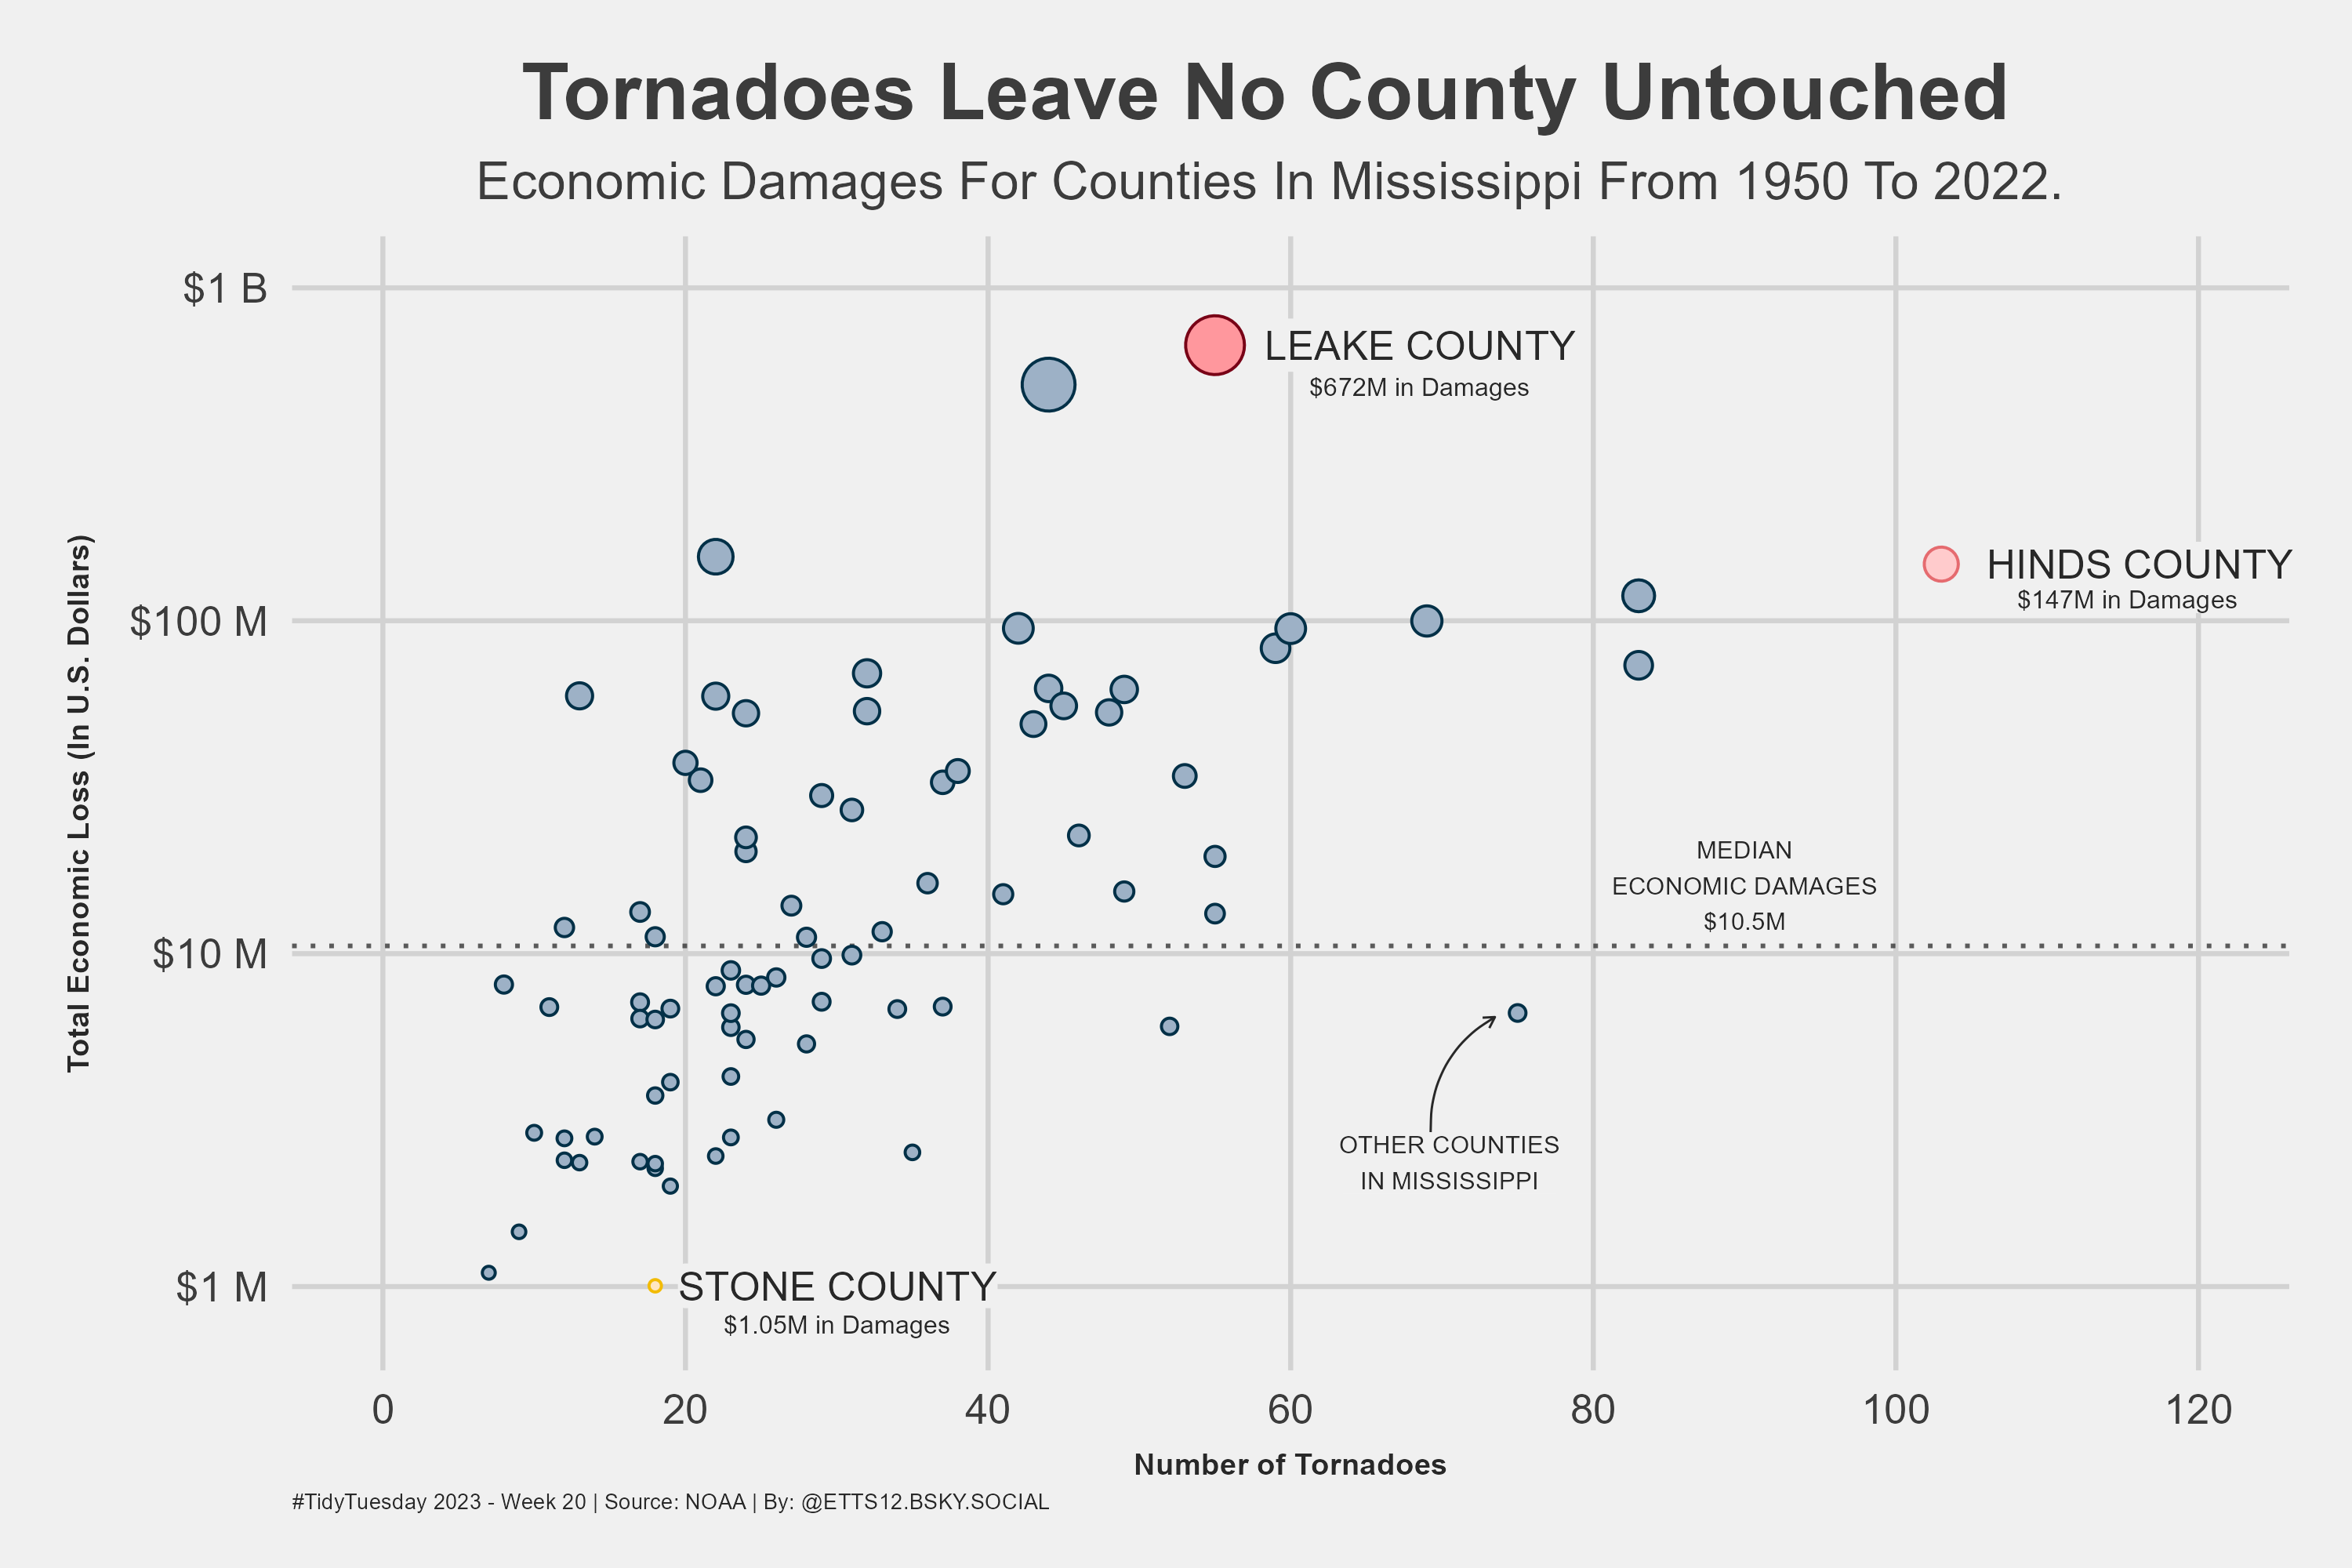 Tornadoes Leave No County Untouched
Economic Damages For Counties In Mississippi From 1950 To 2022.
Total Economic Loss (In U.S. Dollars)
$1 B
$100 M
$10 M
$1 M
LEAKE COUNTY
$672M in Damages
HINDS COUNTY
$147M in Damages
MEDIAN
ECONOMIC DAMAGES
$10.5M
OTHER COUNTIES
IN MISSISSIPPI
STONE COUNTY
$1.05M in Damages
0 20 40 60 80 100 120
Number of Tornadoes
#TidyTuesday 2023 - Week 20 | Source: NOAA | By: @ETTS12.BSKY.SOCIAL